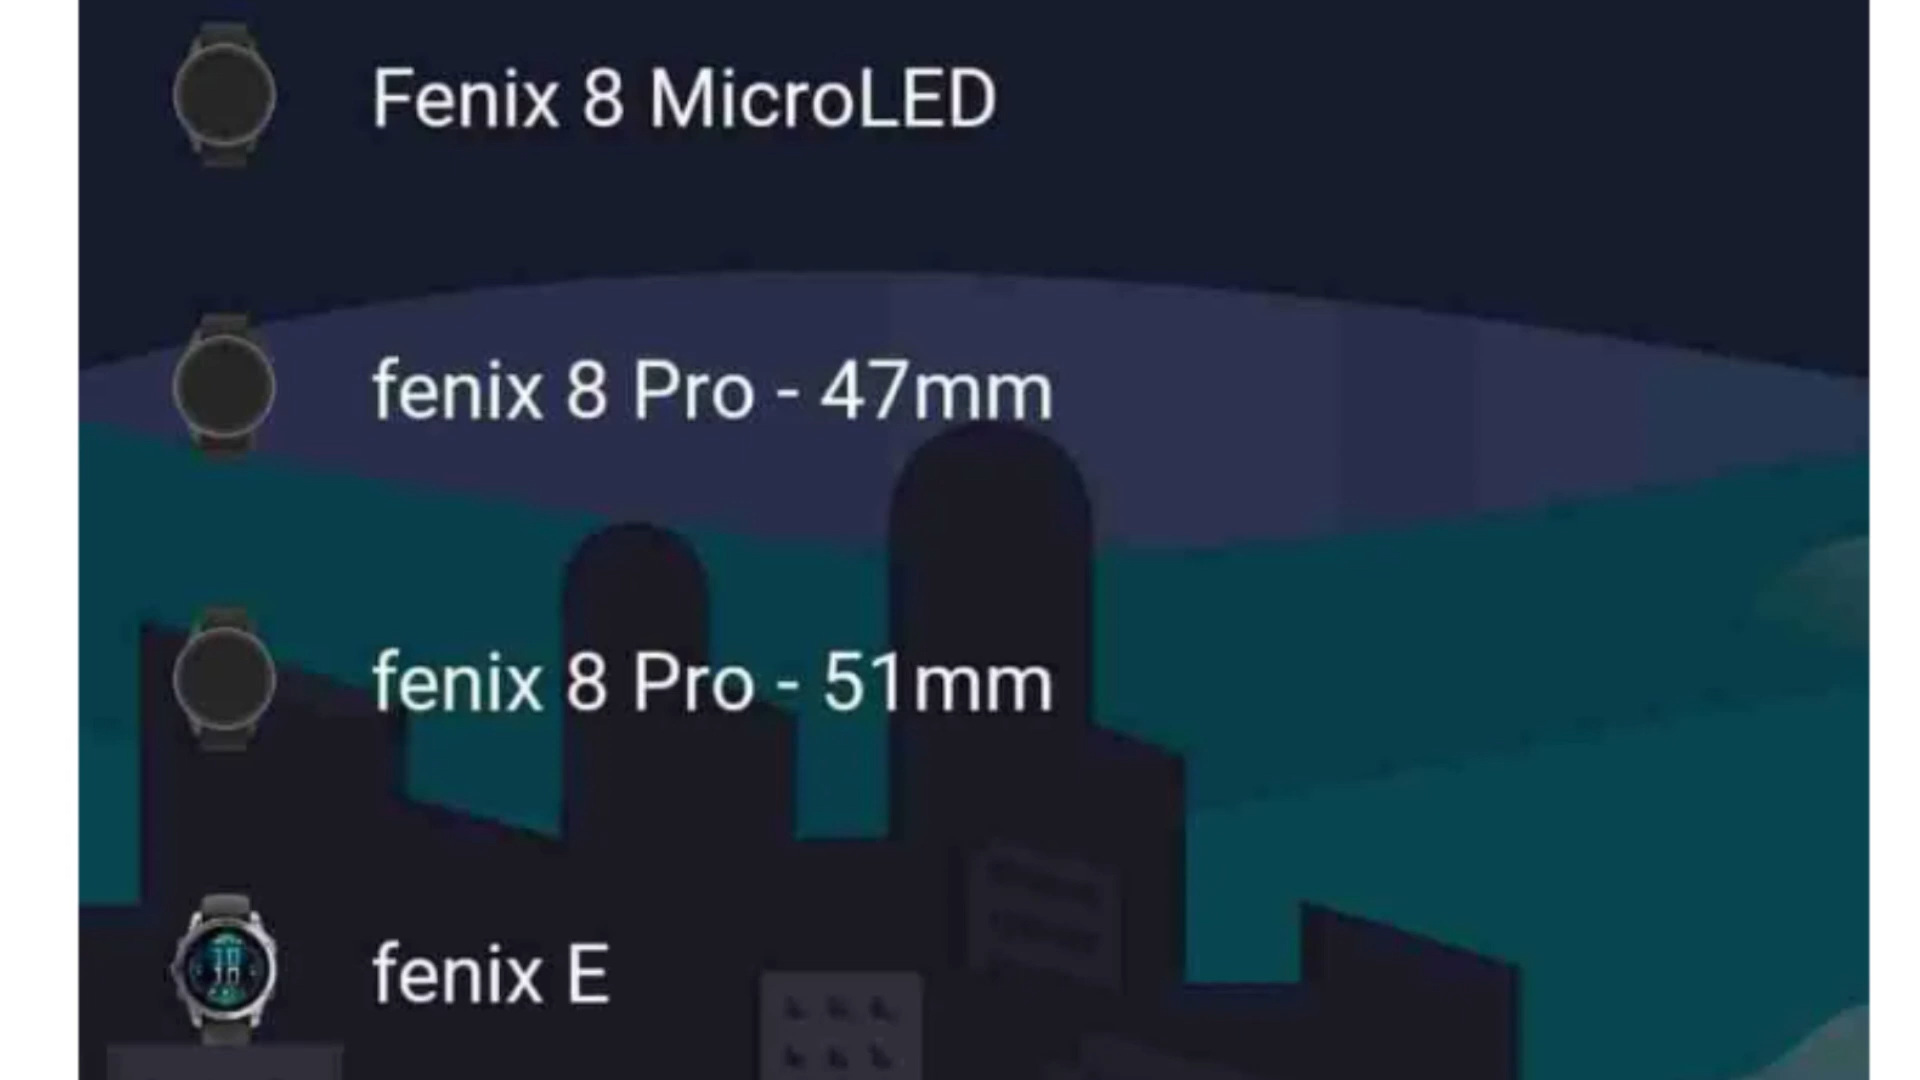 Fenix 8 MicroLED
fenix 8 Pro - 47mm
fenix 8 Pro - 51mm
fenix E